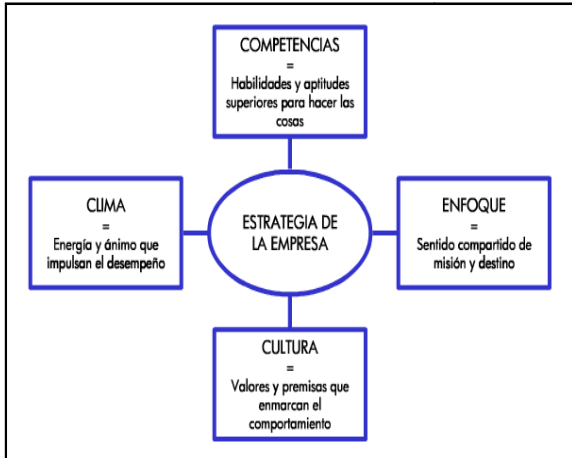 COMPETENCIAS
=
Habilidades y aptitudes
superiores para hacer las
cosas
CLIMA
=
Energía y ánimo que
impulsan el desempeño
ESTRATEGIA DE
LA EMPRESA
ENFOQUE
=
Sentido compartido de
misión y destino
CULTURA
=
Valores y premisas que
enmarcan el
comportamiento